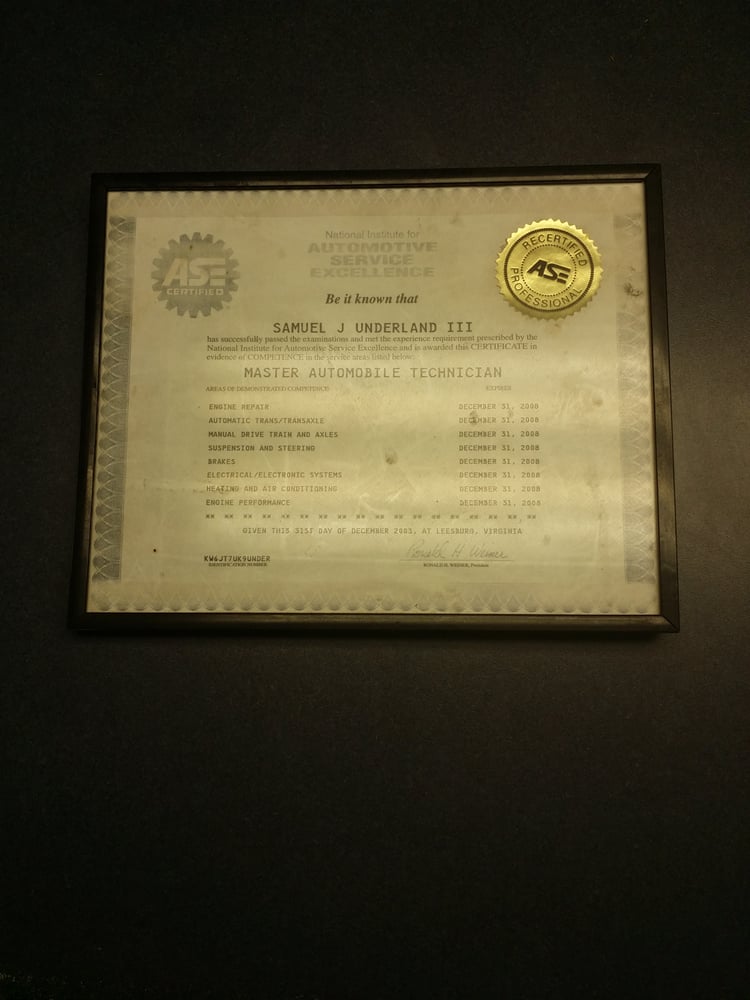 National Institute for
AUTOMOTIVE
SERVICE
EXCELLENCE
ASE
CERTIFIED
RECERTIFIED
ASE
PROFESSIONAL
Be it known that
SAMUEL J UNDERLAND III
has successfully passed the examinations and met the experience requirement prescribed by the
National Institute for Automotive Service Excellence and is awarded this CERTIFICATE in
evidence of COMPETENCE in the service areas listed below:
MASTER AUTOMOBILE TECHNICIAN
AREAS OF DEMONSTRATED COMPETENCE EXPIRES
ENGINE REPAIR DECEMBER 31, 2008
AUTOMATIC TRANS/TRANSAXLE DECEMBER 31, 2008
MANUAL DRIVE TRAIN AND AXLES DECEMBER 31, 2008
SUSPENSION AND STEERING DECEMBER 31, 2008
BRAKES DECEMBER 31, 2008
ELECTRICAL/ELECTRONIC SYSTEMS DECEMBER 31, 2008
HEATING AND AIR CONDITIONING DECEMBER 31, 2008
ENGINE PERFORMANCE DECEMBER 31, 2008
** ** ** ** ** ** ** ** ** ** ** ** ** ** ** ** ** **
GIVEN THIS 31ST DAY OF DECEMBER 2003, AT LEESBURG, VIRGINIA
KW6JT7UK9UNDER
IDENTIFICATION NUMBER
Ronald H Weiner
RONALD H. WEINER, President